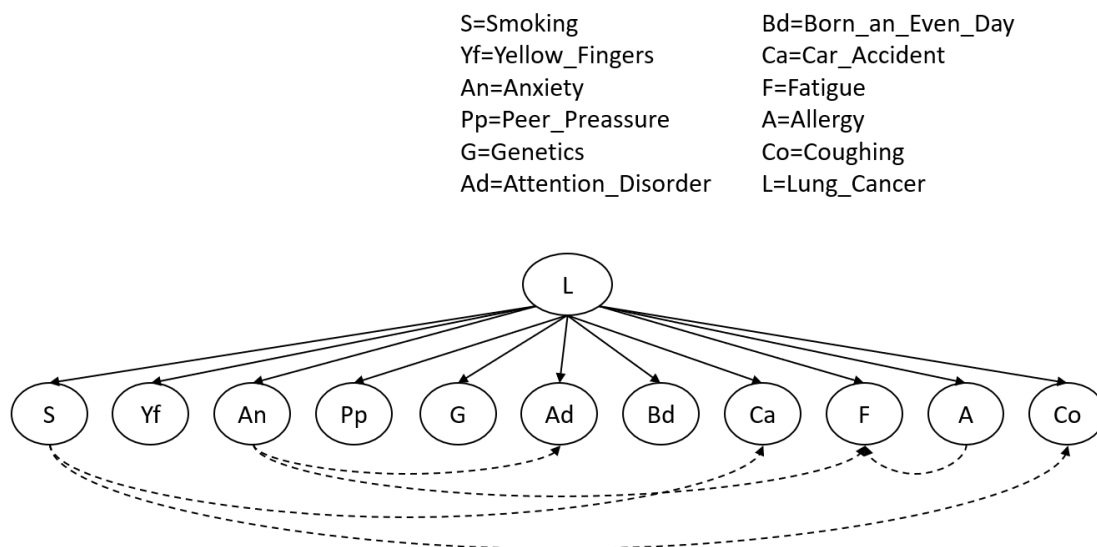 S=Smoking Bd=Born_an_Even_Day
Yf=Yellow_Fingers Ca=Car_Accident
An=Anxiety F=Fatigue
Pp=Peer_Preassure A=Allergy
G=Genetics Co=Coughing
Ad=Attention_Disorder L=Lung_Cancer
L
S Yf An Pp G Ad Bd Ca F A Co